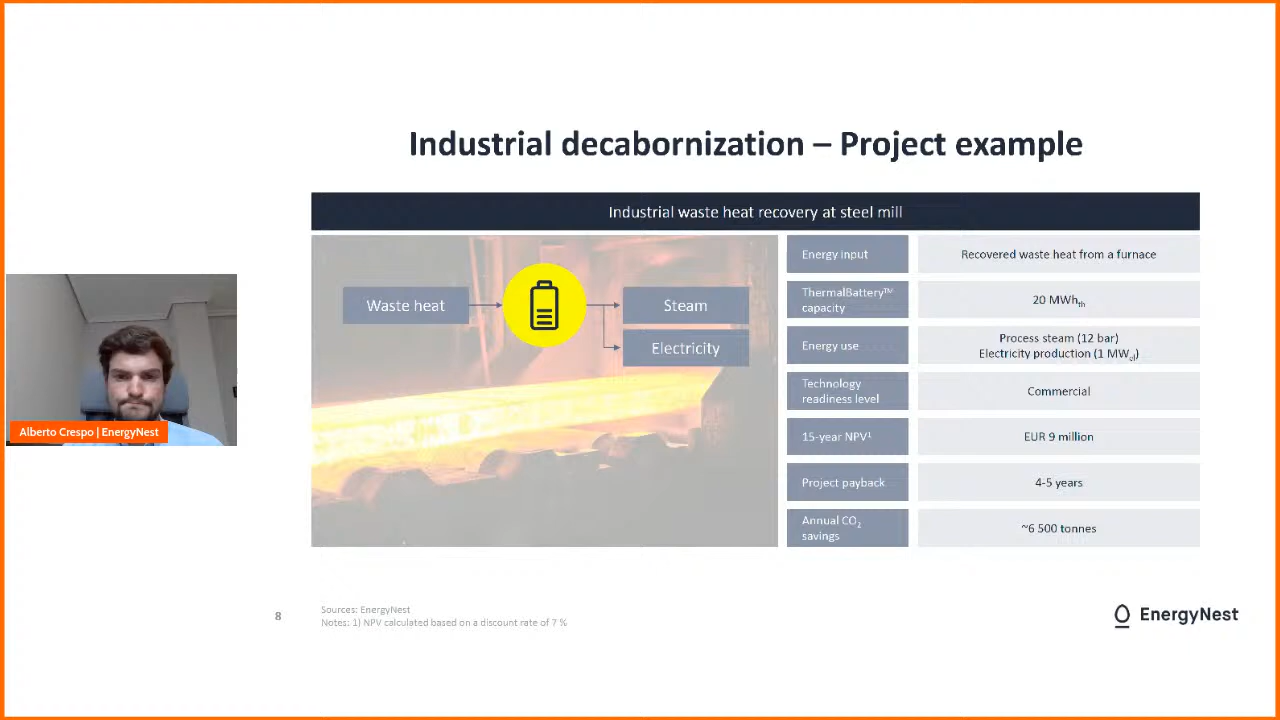 Industrial decabornization – Project example
Industrial waste heat recovery at steel mill
Waste heat
Steam
Electricity
Energy input
Recovered waste heat from a furnace
ThermalBattery™
capacity
20 MWhth
Energy use
Process steam (12 bar)
Electricity production (1 MWel)
Technology
readiness level
Commercial
15-year NPV¹
EUR 9 million
Project payback
4-5 years
Annual CO₂
savings
~6 500 tonnes
Alberto Crespo | EnergyNest
8
Sources: EnergyNest
Notes: 1) NPV calculated based on a discount rate of 7 %
EnergyNest